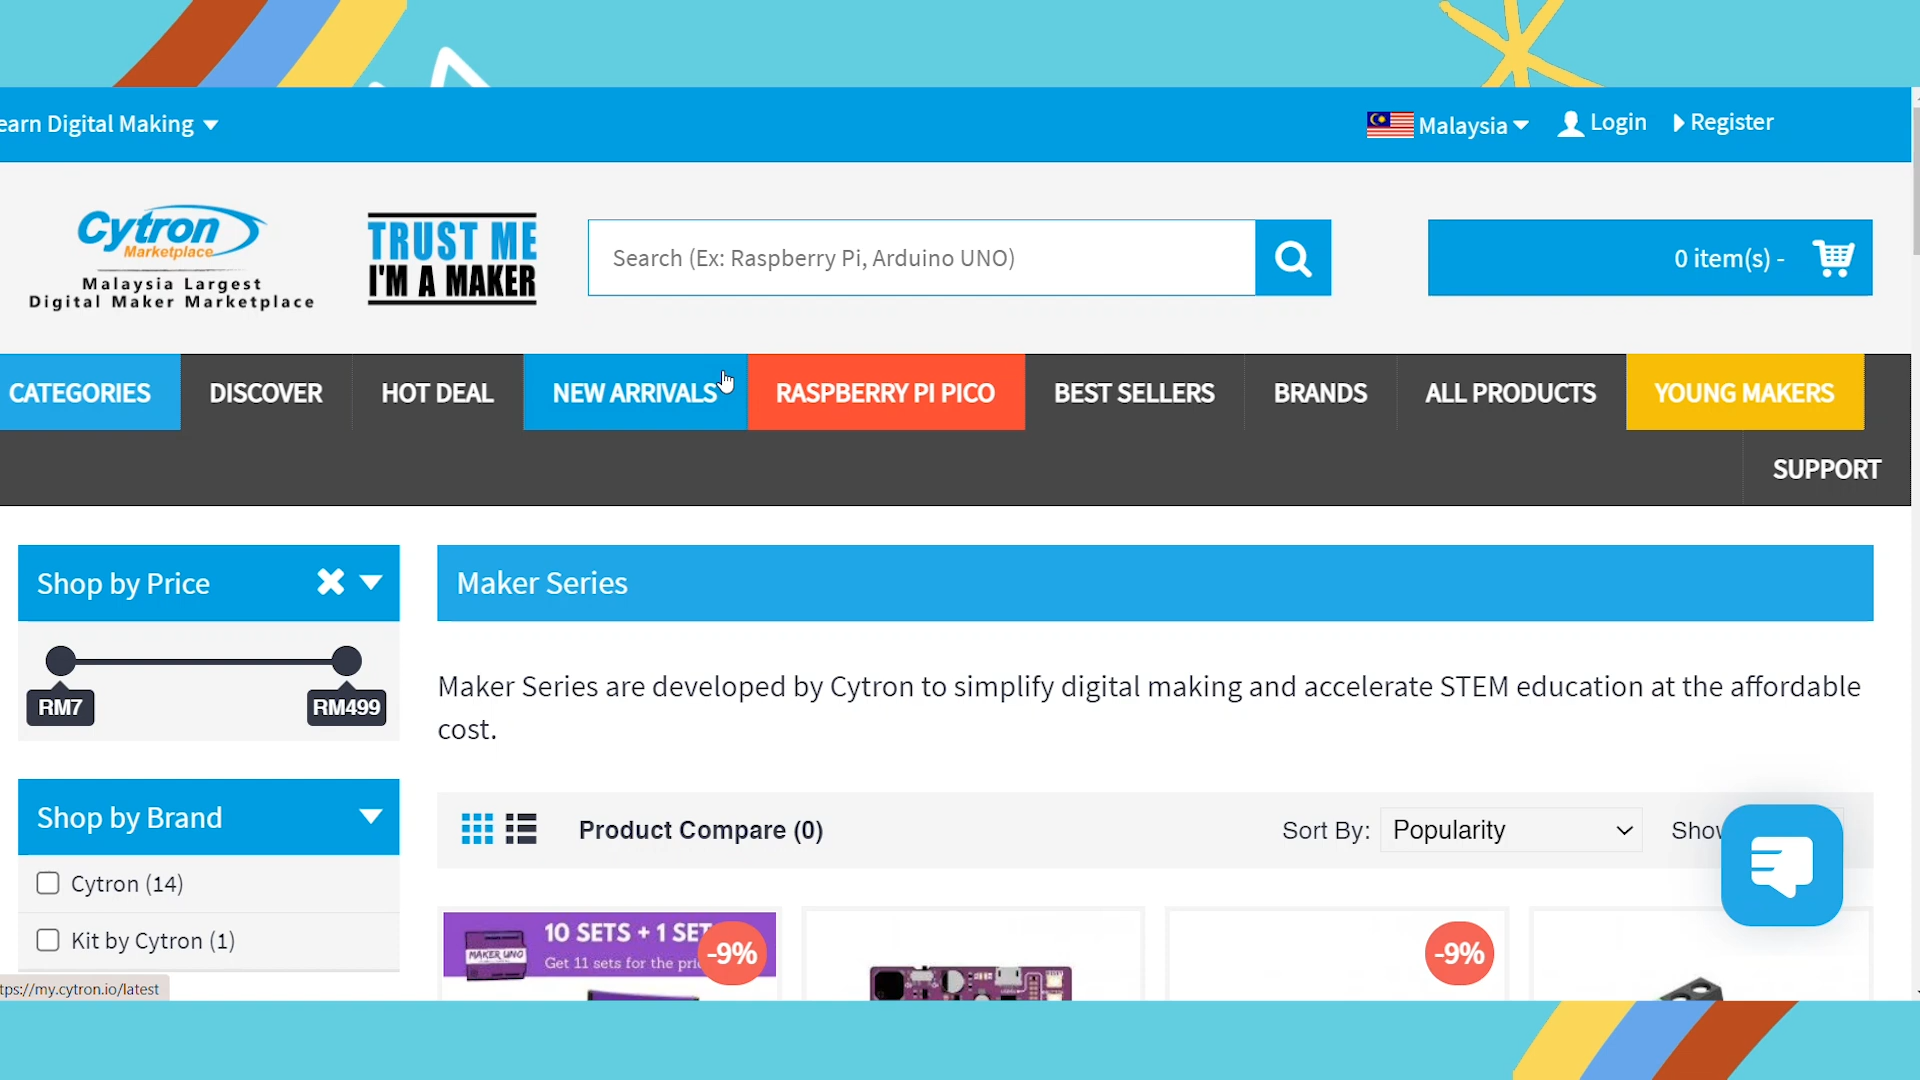 earn Digital Making
Malaysia
Login
Register
Cytron
Marketplace
Malaysia Largest
Digital Maker Marketplace
TRUST ME
I'M A MAKER
Search (Ex: Raspberry Pi, Arduino UNO)
0 item(s) -
CATEGORIES
DISCOVER
HOT DEAL
NEW ARRIVALS
RASPBERRY PI PICO
BEST SELLERS
BRANDS
ALL PRODUCTS
YOUNG MAKERS
SUPPORT
Shop by Price
RM7
RM499
Shop by Brand
Cytron (14)
Kit by Cytron (1)
Maker Series
Maker Series are developed by Cytron to simplify digital making and accelerate STEM education at the affordable
cost.
Product Compare (0)
Sort By:
Popularity
Show
10 SETS + 1 SET
Get 11 sets for the pri
MAKER UNO
-9%
-9%
tps://my.cytron.io/latest